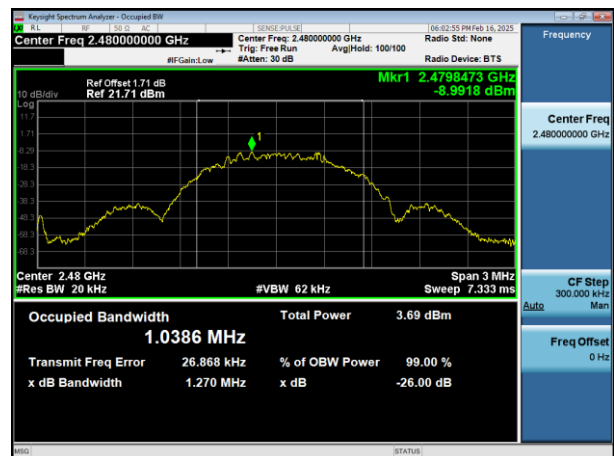 Keysight Spectrum Analyzer - Occupied BW
RL RF 50 Ω AC SENSE:PULSE 06:02:55 PM Feb 16, 2025
Center Freq 2.480000000 GHz Center Freq: 2.480000000 GHz Radio Std: None
Trig: Free Run Avg|Hold: 100/100
#IFGain:Low #Atten: 30 dB Radio Device: BTS
Frequency
Ref Offset 1.71 dB Mkr1 2.4798473 GHz
10 dB/div Ref 21.71 dBm -8.9918 dBm
Log
11.7
1.71
-8.29
-18.3
-28.3
-38.3
-48.3
-58.3
-68.3
1
Center 2.48 GHz Span 3 MHz
#Res BW 20 kHz #VBW 62 kHz Sweep 7.333 ms
Occupied Bandwidth Total Power 3.69 dBm
1.0386 MHz
Transmit Freq Error 26.868 kHz % of OBW Power 99.00 %
x dB Bandwidth 1.270 MHz x dB -26.00 dB
Center Freq
2.480000000 GHz
CF Step
300.000 kHz
Auto Man
Freq Offset
0 Hz
MSG STATUS